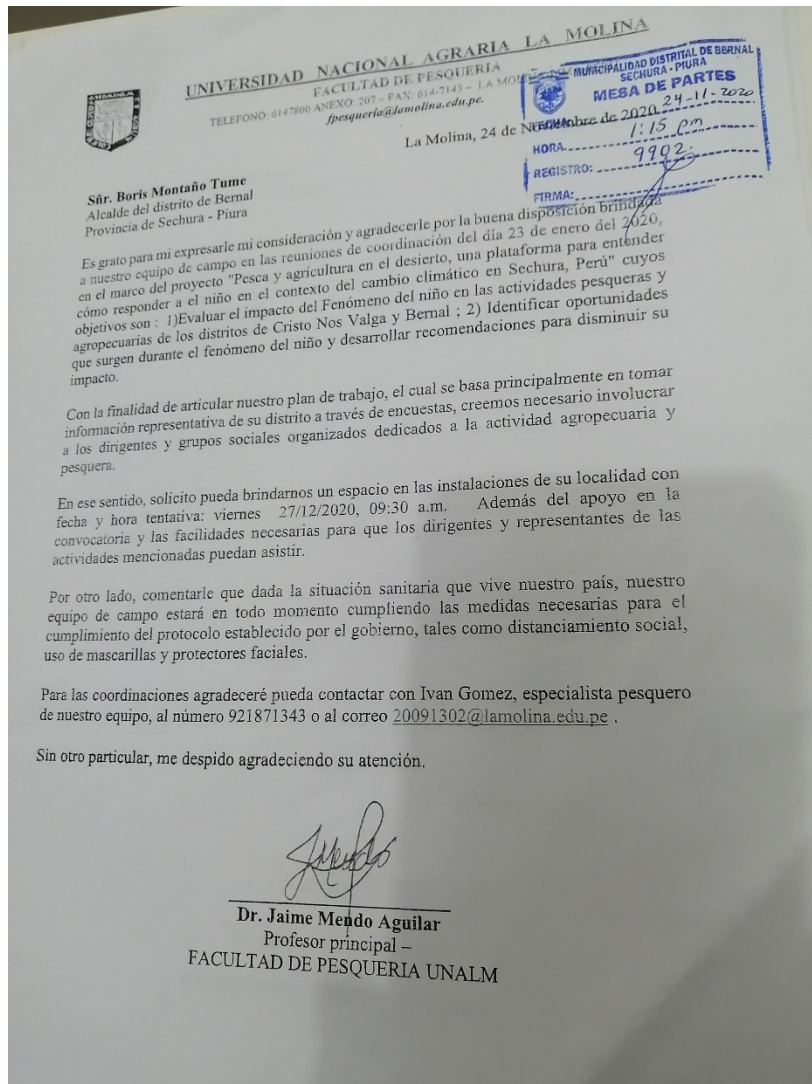 UNIVERSIDAD NACIONAL AGRARIA LA MOLINA
FACULTAD DE PESQUERIA
TELEFONO: 6147800 ANEXO: 207 – FAX: 614-7143 – LA MOLINA
fpesqueria@lamolina.edu.pe.
MUNICIPALIDAD DISTRITAL DE BERNAL
SECHURA - PIURA
MESA DE PARTES
24-11-2020
HORA. 1:15 pm
REGISTRO: 9902.
FIRMA:
La Molina, 24 de Noviembre de 2020
Sñr. Boris Montaño Tume
Alcalde del distrito de Bernal
Provincia de Sechura - Piura
Es grato para mi expresarle mi consideración y agradecerle por la buena disposición brindada
a nuestro equipo de campo en las reuniones de coordinación del día 23 de enero del 2020,
en el marco del proyecto "Pesca y agricultura en el desierto, una plataforma para entender
cómo responder a el niño en el contexto del cambio climático en Sechura, Perú" cuyos
objetivos son : 1)Evaluar el impacto del Fenómeno del niño en las actividades pesqueras y
agropecuarias de los distritos de Cristo Nos Valga y Bernal ; 2) Identificar oportunidades
que surgen durante el fenómeno del niño y desarrollar recomendaciones para disminuir su
impacto.
Con la finalidad de articular nuestro plan de trabajo, el cual se basa principalmente en tomar
información representativa de su distrito a través de encuestas, creemos necesario involucrar
a los dirigentes y grupos sociales organizados dedicados a la actividad agropecuaria y
pesquera.
En ese sentido, solicito pueda brindarnos un espacio en las instalaciones de su localidad con
fecha y hora tentativa: viernes 27/12/2020, 09:30 a.m. Además del apoyo en la
convocatoria y las facilidades necesarias para que los dirigentes y representantes de las
actividades mencionadas puedan asistir.
Por otro lado, comentarle que dada la situación sanitaria que vive nuestro país, nuestro
equipo de campo estará en todo momento cumpliendo las medidas necesarias para el
cumplimiento del protocolo establecido por el gobierno, tales como distanciamiento social,
uso de mascarillas y protectores faciales.
Para las coordinaciones agradeceré pueda contactar con Ivan Gomez, especialista pesquero
de nuestro equipo, al número 921871343 o al correo 20091302@lamolina.edu.pe .
Sin otro particular, me despido agradeciendo su atención.
Dr. Jaime Mendo Aguilar
Profesor principal –
FACULTAD DE PESQUERIA UNALM